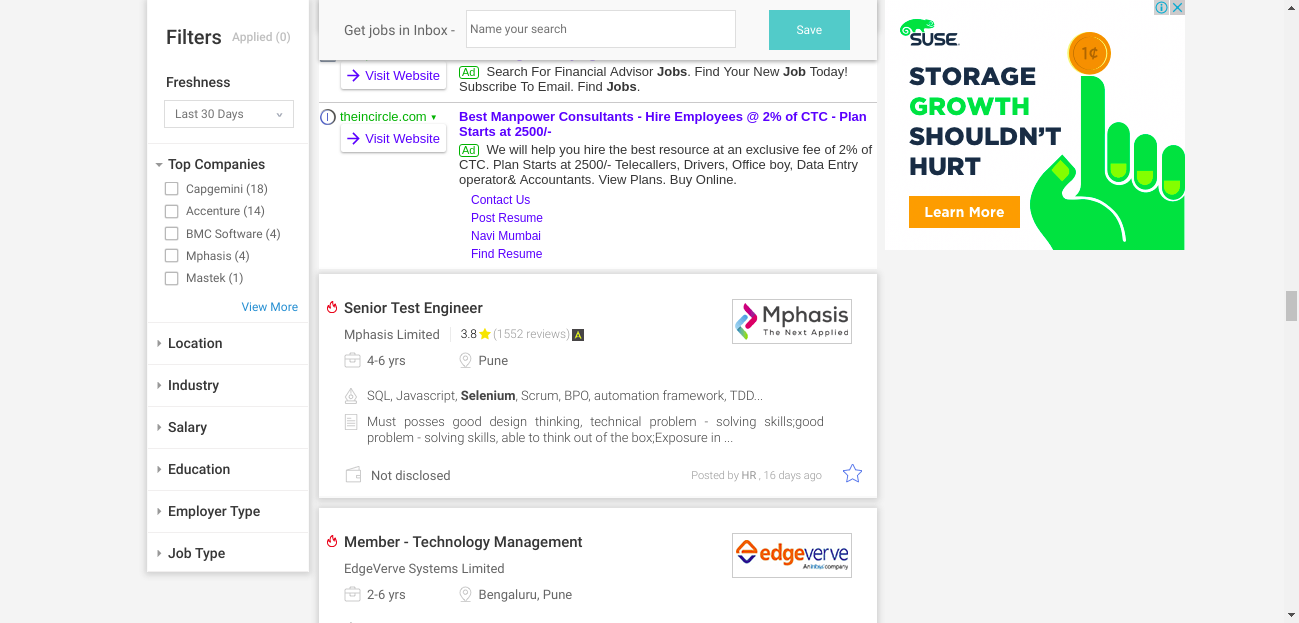 Filters Applied (0)
Freshness
Last 30 Days
Top Companies
Capgemini (18)
Accenture (14)
BMC Software (4)
Mphasis (4)
Mastek (1)
View More
Location
Industry
Salary
Education
Employer Type
Job Type
Get jobs in Inbox -
Name your search
Save
Visit Website
Ad Search For Financial Advisor Jobs. Find Your New Job Today!
Subscribe To Email. Find Jobs.
theincircle.com
Visit Website
Best Manpower Consultants - Hire Employees @ 2% of CTC - Plan
Starts at 2500/-
Ad We will help you hire the best resource at an exclusive fee of 2% of
CTC. Plan Starts at 2500/- Telecallers, Drivers, Office boy, Data Entry
operator& Accountants. View Plans. Buy Online.
Contact Us
Post Resume
Navi Mumbai
Find Resume
Senior Test Engineer
Mphasis Limited 3.8 (1552 reviews) A
4-6 yrs Pune
SQL, Javascript, Selenium, Scrum, BPO, automation framework, TDD...
Must posses good design thinking, technical problem - solving skills;good
problem - solving skills, able to think out of the box;Exposure in ...
Not disclosed
Posted by HR , 16 days ago
Mphasis
The Next Applied
Member - Technology Management
EdgeVerve Systems Limited
2-6 yrs Bengaluru, Pune
edgeverve
An Infosys company
SUSE
1¢
STORAGE
GROWTH
SHOULDN'T
HURT
Learn More